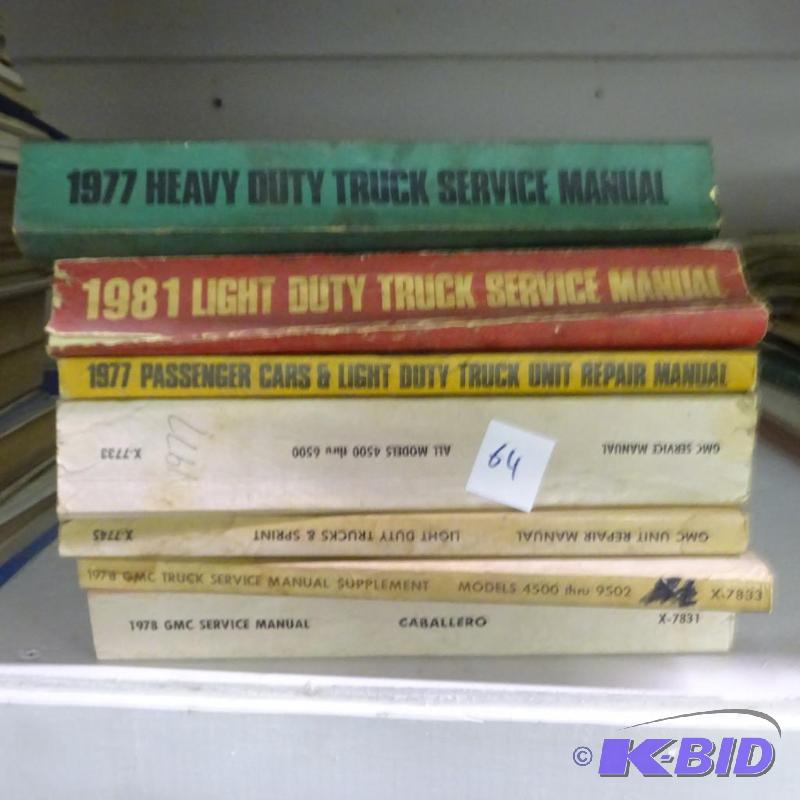 1977 HEAVY DUTY TRUCK SERVICE MANUAL
1981 LIGHT DUTY TRUCK SERVICE MANUAL
1977 PASSENGER CARS & LIGHT DUTY TRUCK UNIT REPAIR MANUAL
GMC SERVICE MANUAL ALL MODELS 4500 thru 6500 X-7733
1977
64
GMC UNIT REPAIR MANUAL LIGHT DUTY TRUCKS & SPRINT X-7745
1978 GMC TRUCK SERVICE MANUAL SUPPLEMENT MODELS 4500 thru 9502 X-7833
1978 GMC SERVICE MANUAL CABALLERO X-7831
© K-BID